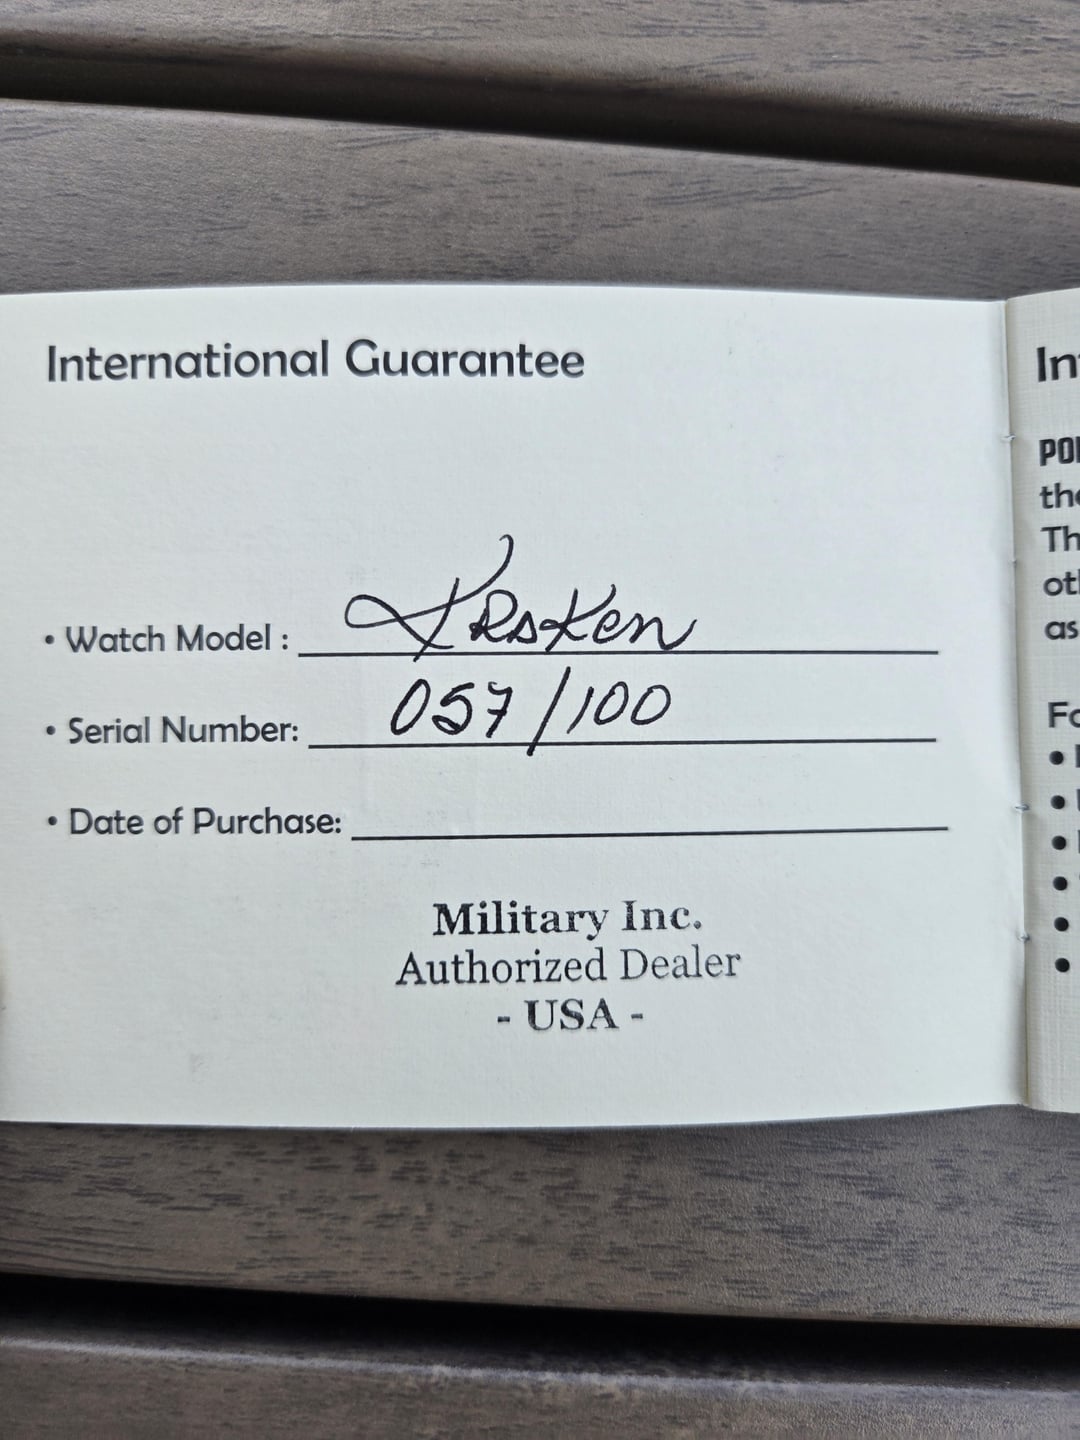 International Guarantee
• Watch Model : Kraken
• Serial Number: 057/100
• Date of Purchase:
Military Inc.
Authorized Dealer
- USA -